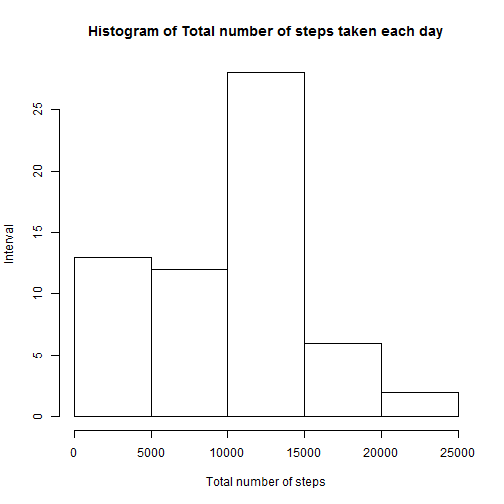 Histogram of Total number of steps taken each day
Interval
25
20
15
10
5
0
0 5000 10000 15000 20000 25000
Total number of steps